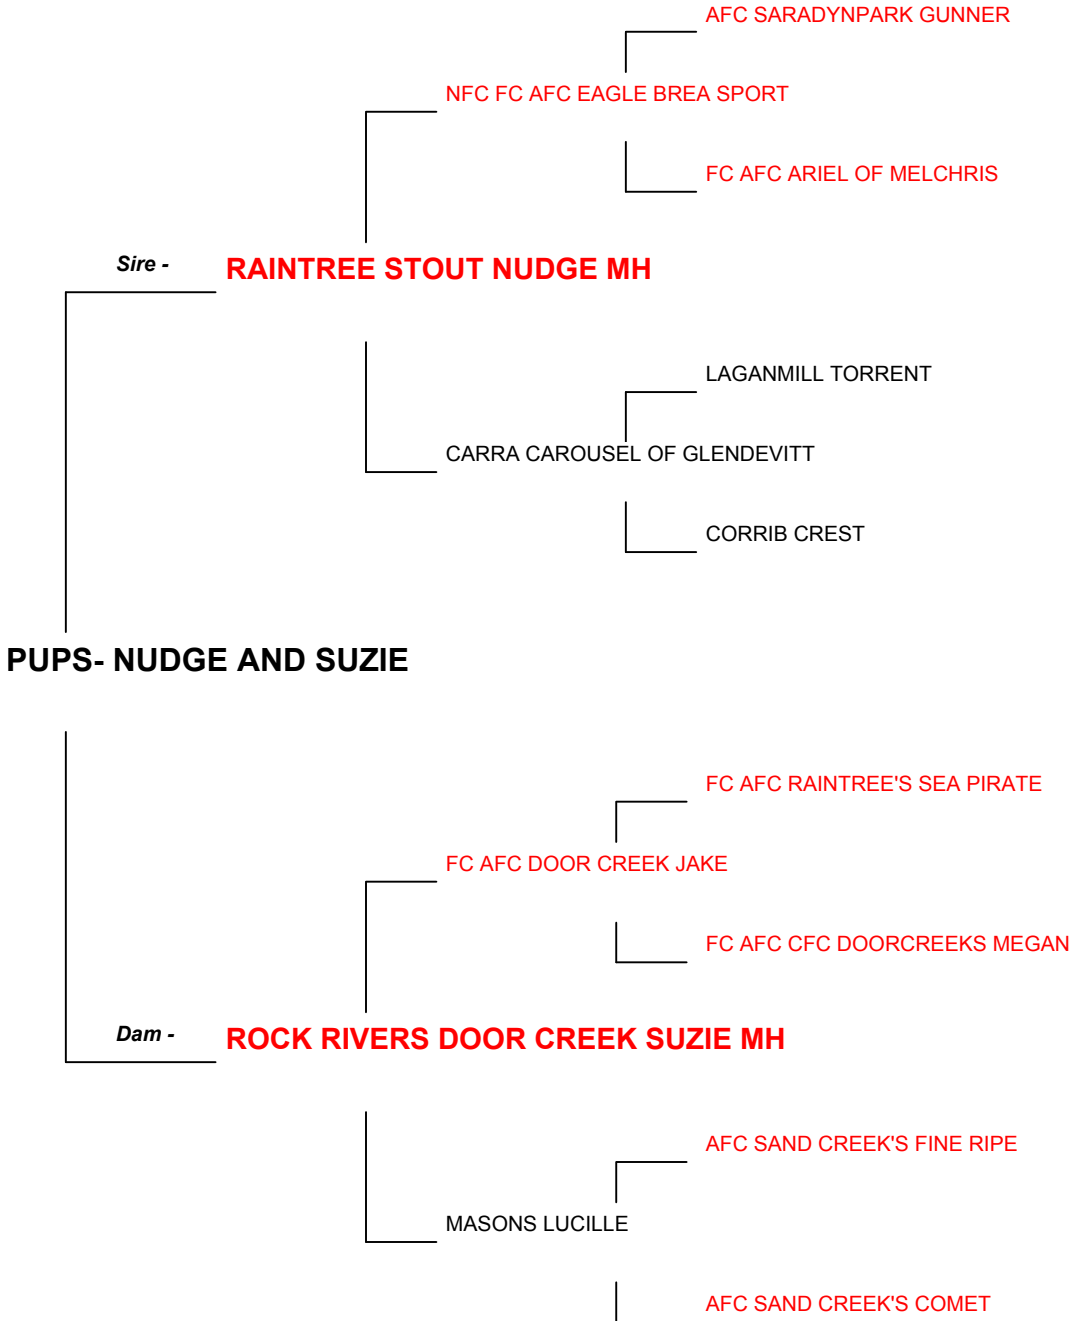 AFC SARADYNPARK GUNNER
NFC FC AFC EAGLE BREA SPORT
FC AFC ARIEL OF MELCHRIS
Sire - RAINTREE STOUT NUDGE MH
LAGANMILL TORRENT
CARRA CAROUSEL OF GLENDEVITT
CORRIB CREST
PUPS- NUDGE AND SUZIE
FC AFC RAINTREE'S SEA PIRATE
FC AFC DOOR CREEK JAKE
FC AFC CFC DOORCREEKS MEGAN
Dam - ROCK RIVERS DOOR CREEK SUZIE MH
AFC SAND CREEK'S FINE RIPE
MASONS LUCILLE
AFC SAND CREEK'S COMET